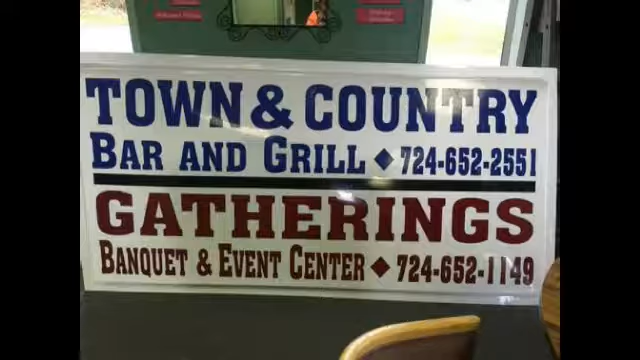 TOWN & COUNTRY
BAR AND GRILL ◆ 724-652-2551
GATHERINGS
BANQUET & EVENT CENTER ◆ 724-652-1149